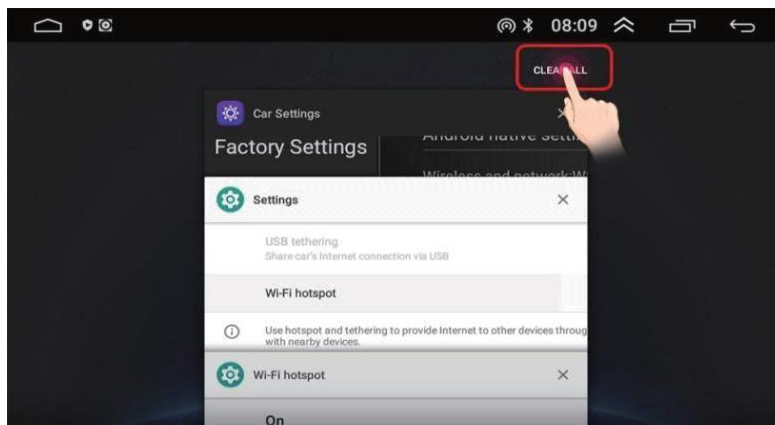 08:09
CLEAR ALL
Car Settings
Factory Settings
Android native setti
Wireless and network:W
Settings
USB tethering
Share car's Internet connection via USB
Wi-Fi hotspot
Use hotspot and tethering to provide Internet to other devices throug
with nearby devices.
Wi-Fi hotspot
On